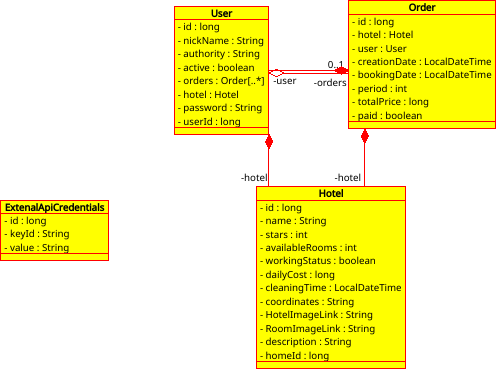 User
- id : long
- nickName : String
- authority : String
- active : boolean
- orders : Order[..*]
- hotel : Hotel
- password : String
- userId : long
Order
- id : long
- hotel : Hotel
- user : User
- creationDate : LocalDateTime
- bookingDate : LocalDateTime
- period : int
- totalPrice : long
- paid : boolean
0..1
-user
-orders
-hotel
-hotel
ExtenalApiCredentials
- id : long
- keyId : String
- value : String
Hotel
- id : long
- name : String
- stars : int
- availableRooms : int
- workingStatus : boolean
- dailyCost : long
- cleaningTime : LocalDateTime
- coordinates : String
- HotelImageLink : String
- RoomImageLink : String
- description : String
- homeId : long